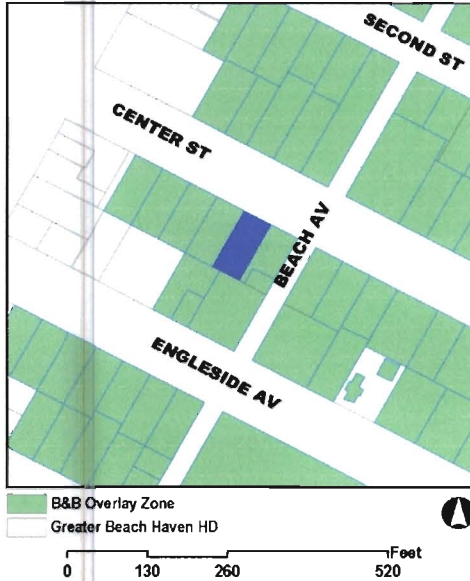 SECOND ST
CENTER ST
BEACH AV
ENGLESIDE AV
B&B Overlay Zone
Greater Beach Haven HD
Feet
0 130 260 520